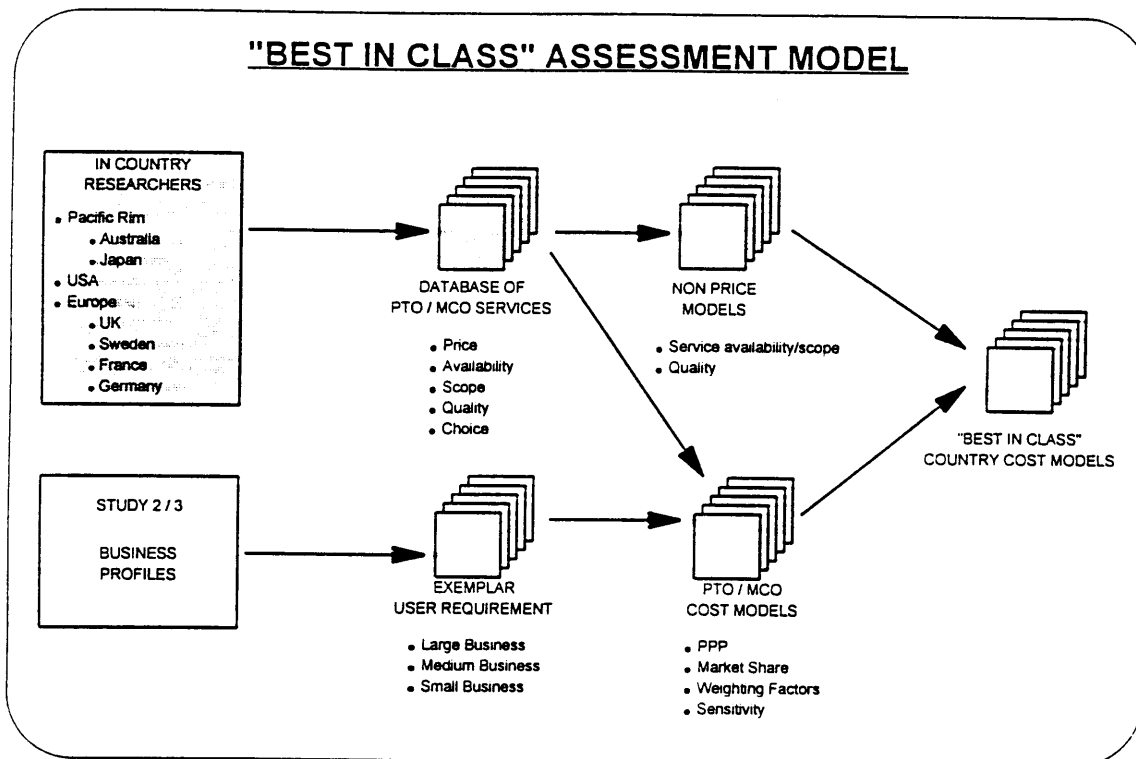 "BEST IN CLASS" ASSESSMENT MODEL
IN COUNTRY
RESEARCHERS
• Pacific Rim
• Australia
• Japan
• USA
• Europe
• UK
• Sweden
• France
• Germany
DATABASE OF
PTO / MCO SERVICES
• Price
• Availability
• Scope
• Quality
• Choice
NON PRICE
MODELS
• Service availability/scope
• Quality
"BEST IN CLASS"
COUNTRY COST MODELS
STUDY 2 / 3
BUSINESS
PROFILES
EXEMPLAR
USER REQUIREMENT
• Large Business
• Medium Business
• Small Business
PTO / MCO
COST MODELS
• PPP
• Market Share
• Weighting Factors
• Sensitivity